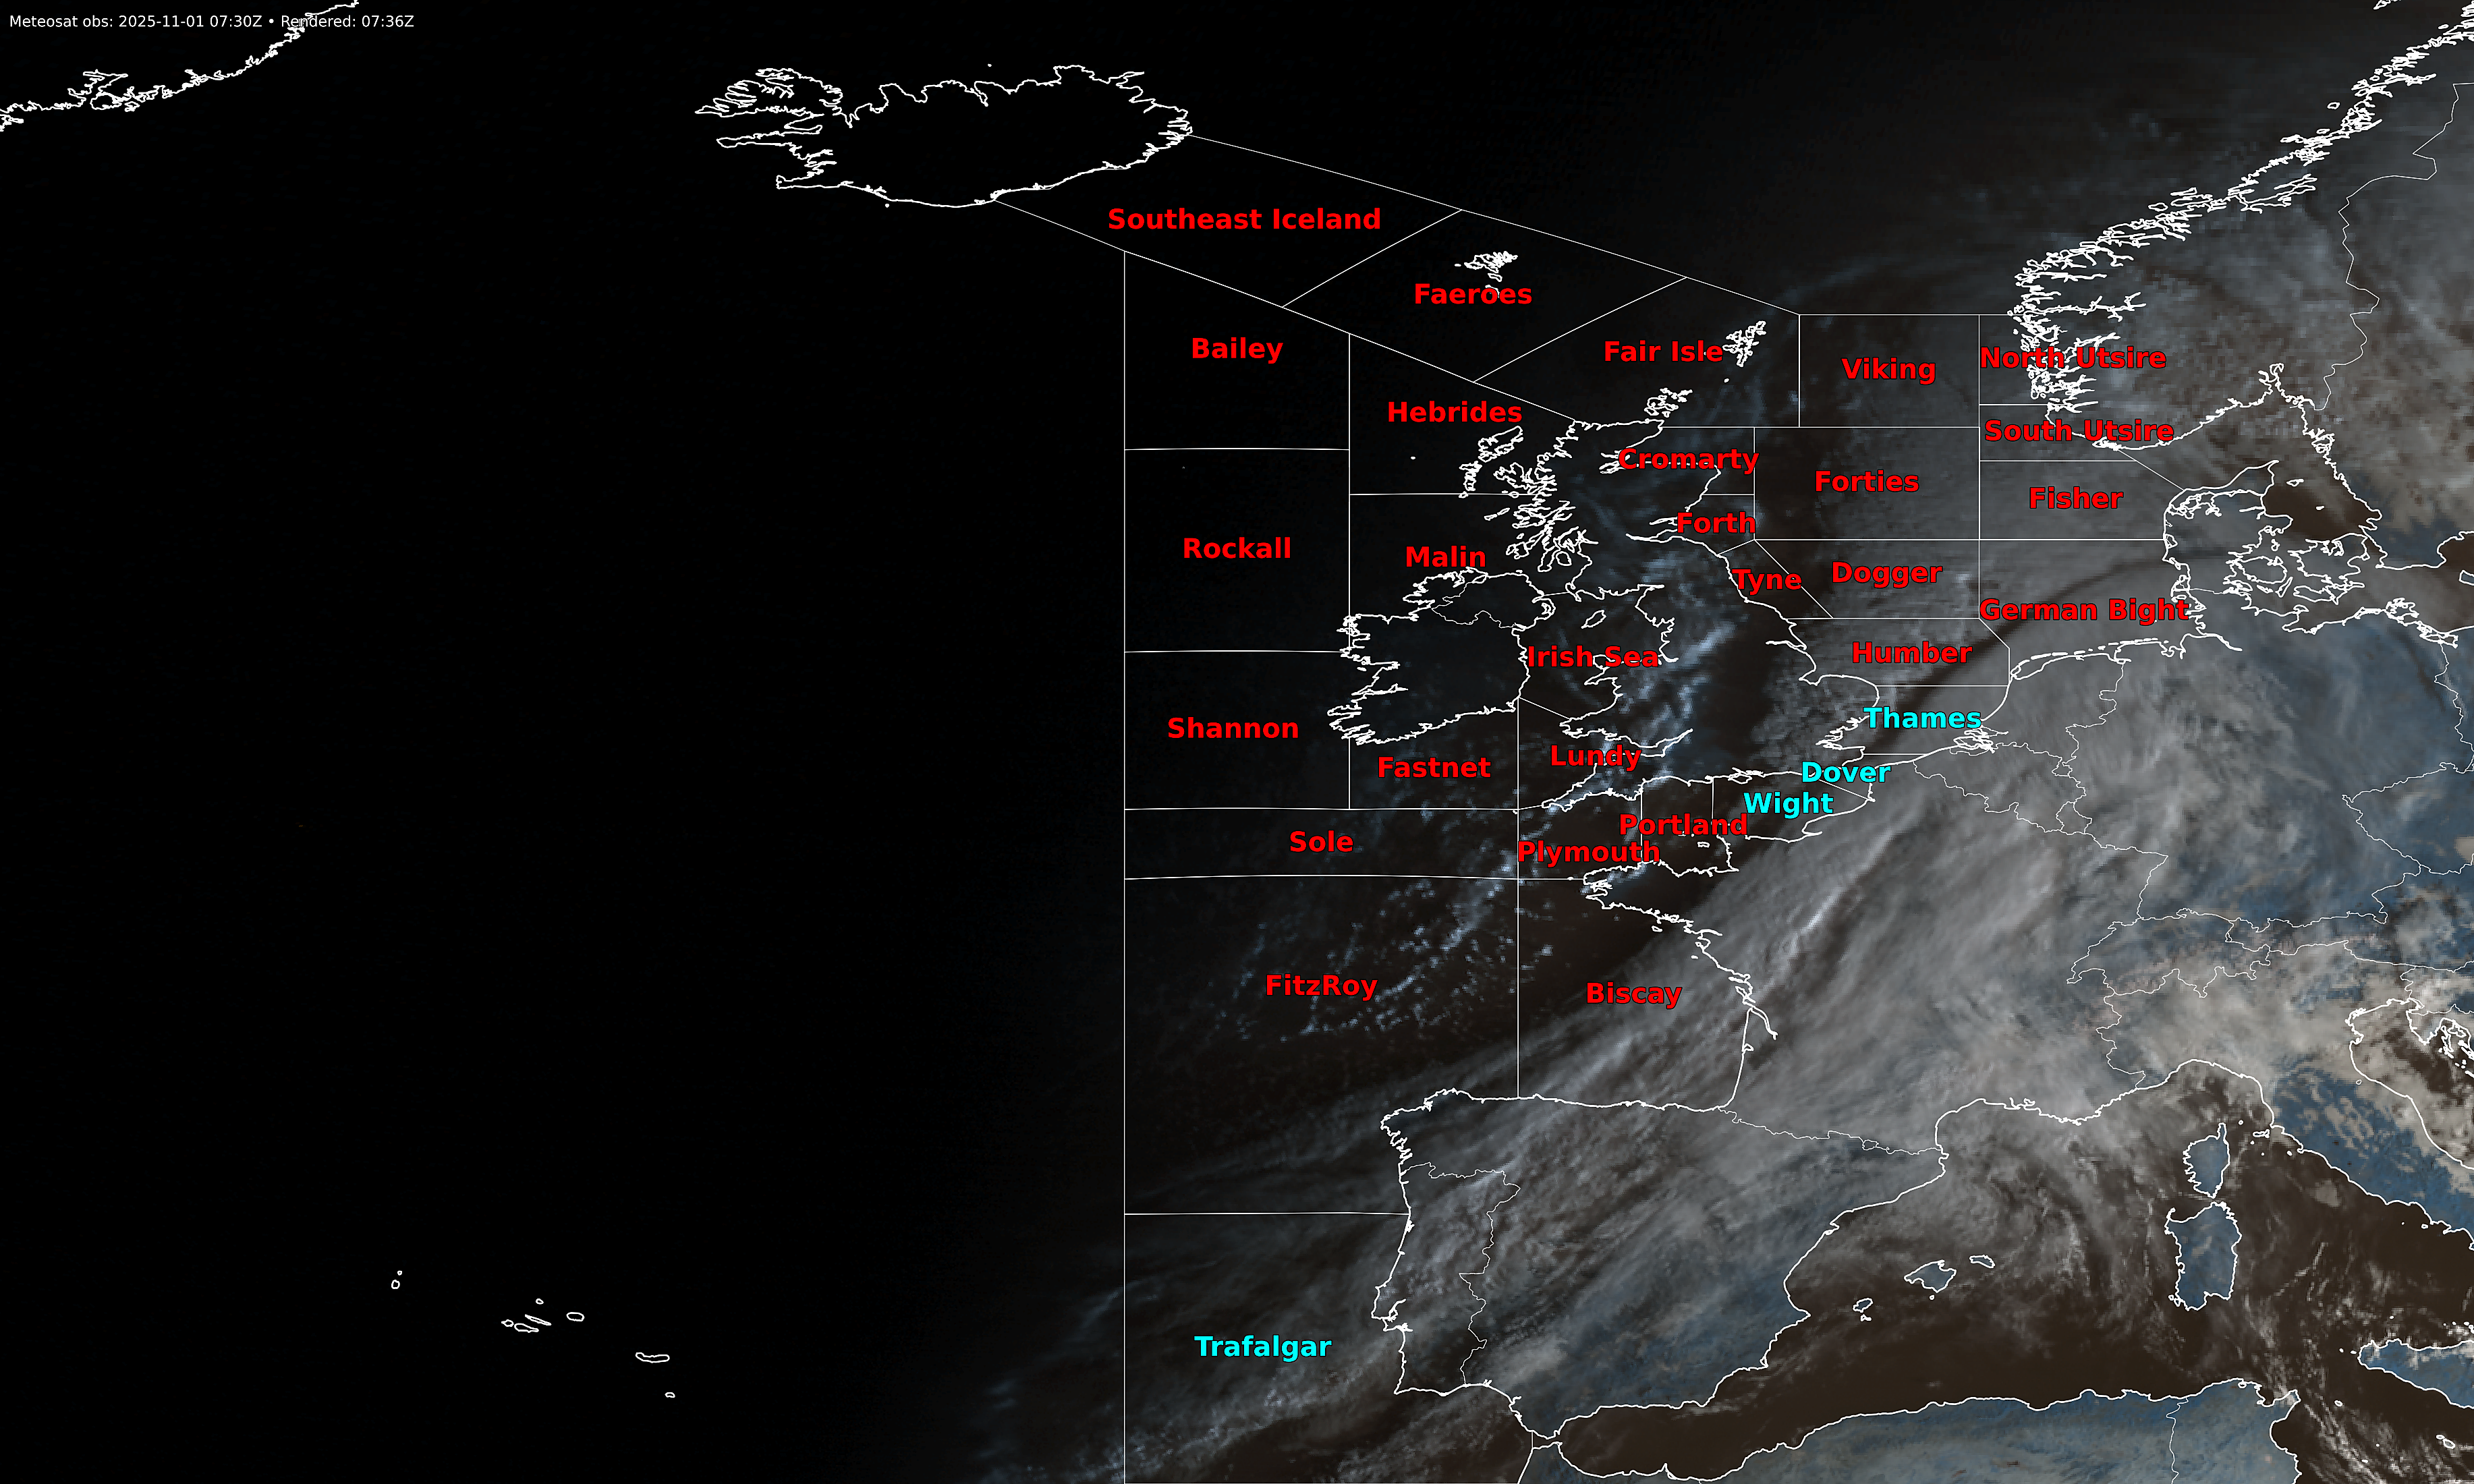 Meteosat obs: 2025-11-01 07:30Z • Rendered: 07:36Z
Southeast Iceland
Faeroes
Bailey
Fair Isle
North Utsire
Viking
Hebrides
South Utsire
Cromarty
Forties
Fisher
Forth
Rockall
Malin
Dogger
Tyne
German Bight
Humber
Irish Sea
Thames
Shannon
Lundy
Fastnet
Dover
Wight
Portland
Sole
Plymouth
FitzRoy
Biscay
Trafalgar